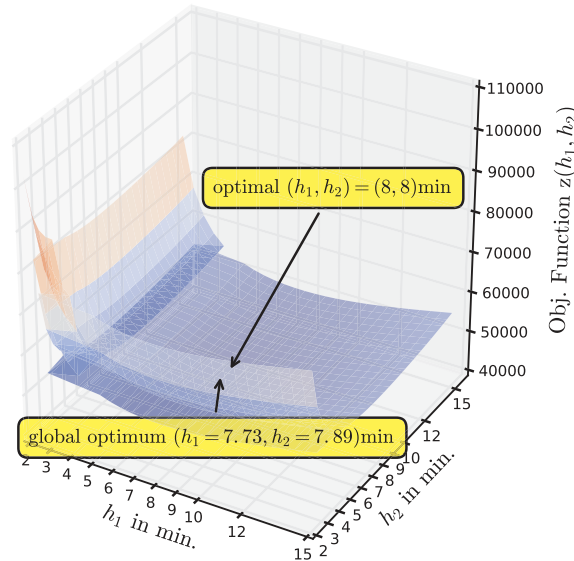 110000
100000
90000
80000
70000
60000
50000
40000
Obj. Function z(h₁, h₂)
optimal (h₁, h₂) = (8, 8)min
global optimum (h₁ = 7.73, h₂ = 7.89)min
2 3 4 5 6 7 8 9 10 12 15
h₁ in min.
2 3 4 5 6 7 8 9 10 12 15
h₂ in min.